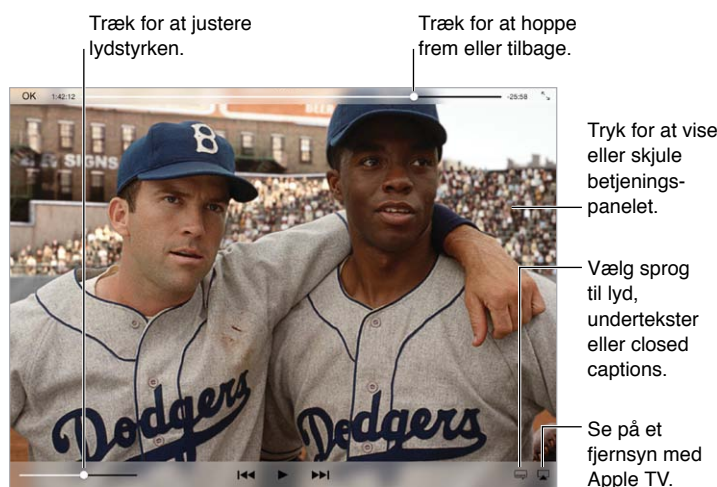 Træk for at justere
lydstyrken.
Træk for at hoppe
frem eller tilbage.
OK 1:42:12 -25:58
SIGNS
B
Tryk for at vise
eller skjule
betjenings-
panelet.
Vælg sprog
til lyd,
undertekster
eller closed
captions.
Dodgers
Dodgers
Se på et
fjernsyn med
Apple TV.